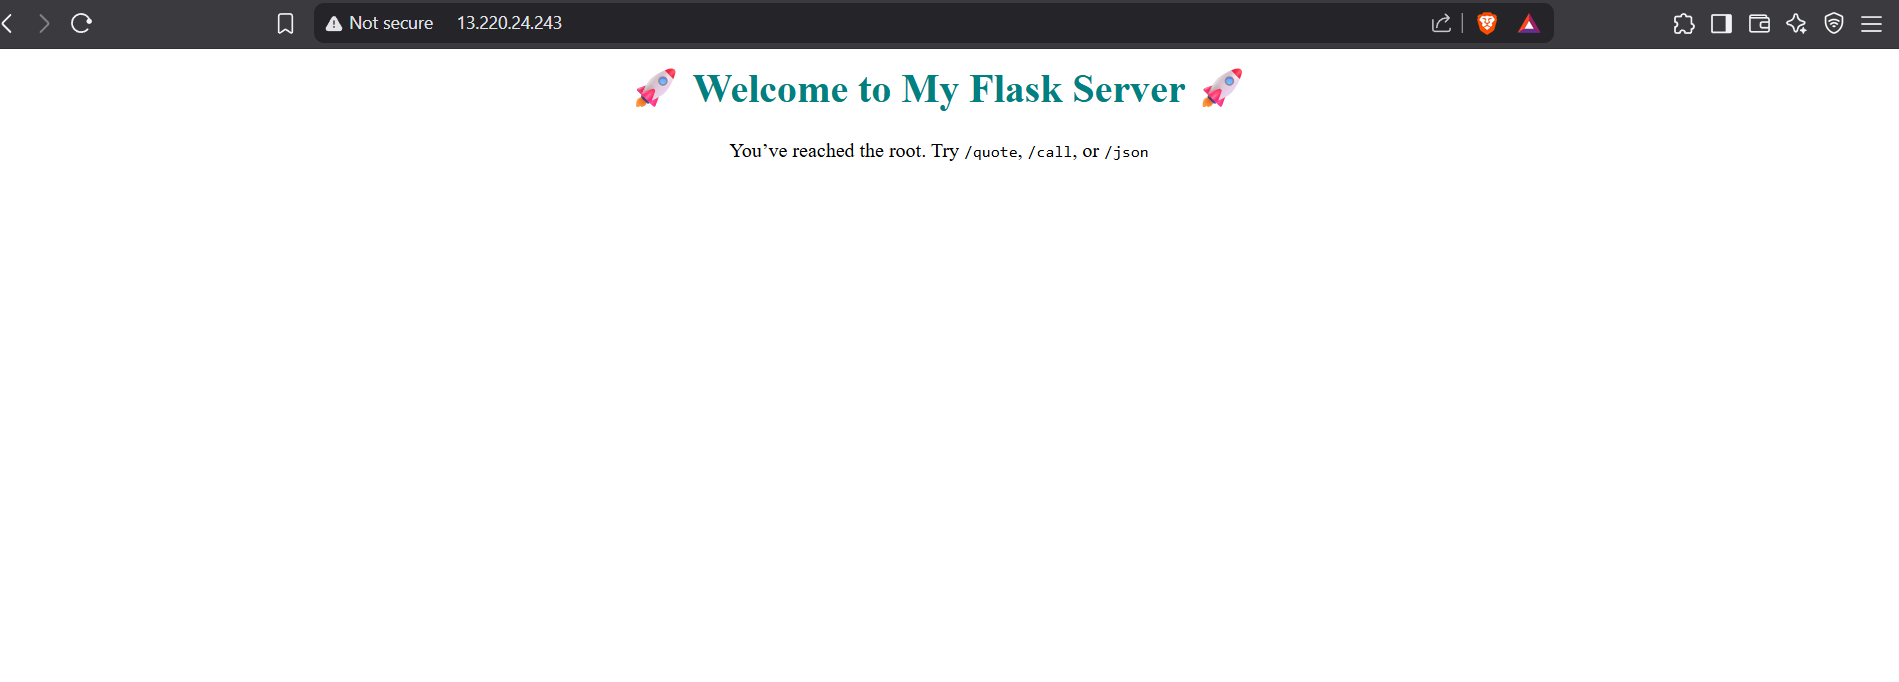 Not secure 13.220.24.243
🚀 Welcome to My Flask Server 🚀
You’ve reached the root. Try /quote, /call, or /json